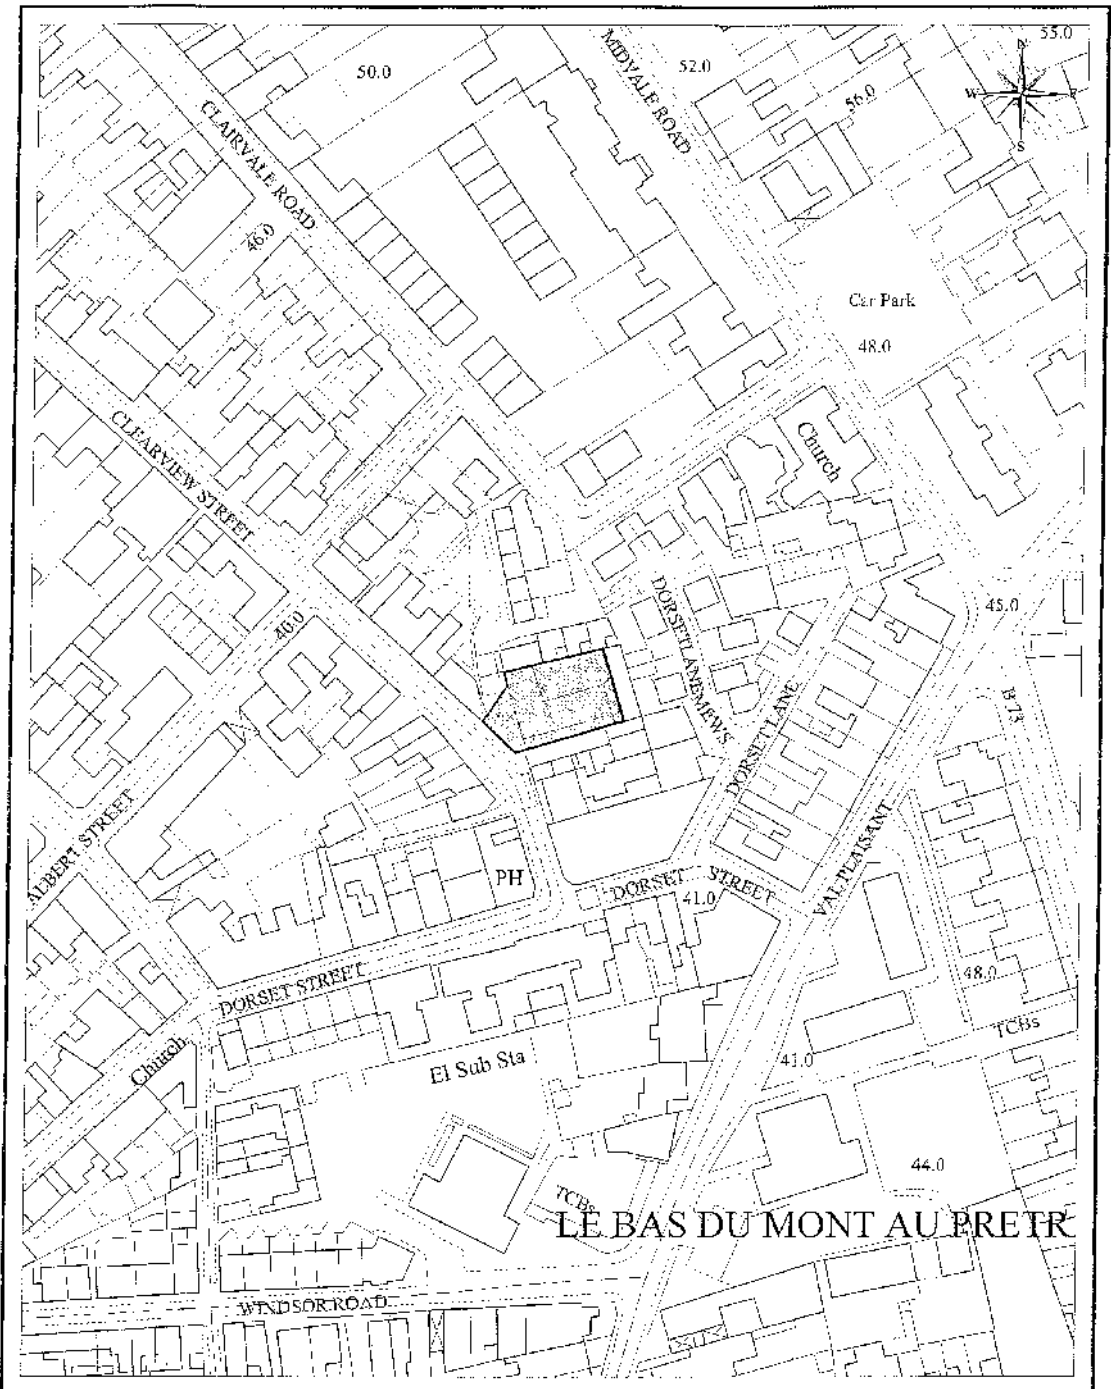 55.0
50.0
MIDVALE ROAD
52.0
N
W
E
S
56.0
CLAIRVALE ROAD
46.0
Car Park
48.0
CLEARVIEW STREET
Church
40.0
DORSET LANE MEWS
45.0
DORSET LANE
B 73
ALBERT STREET
VAL PLAISANT
PH
DORSET STREET
41.0
DORSET STREET
48.0
TCBs
Church
El Sub Sta
41.0
44.0
TCBs
LE BAS DU MONT AU PRETR
WINDSOR ROAD